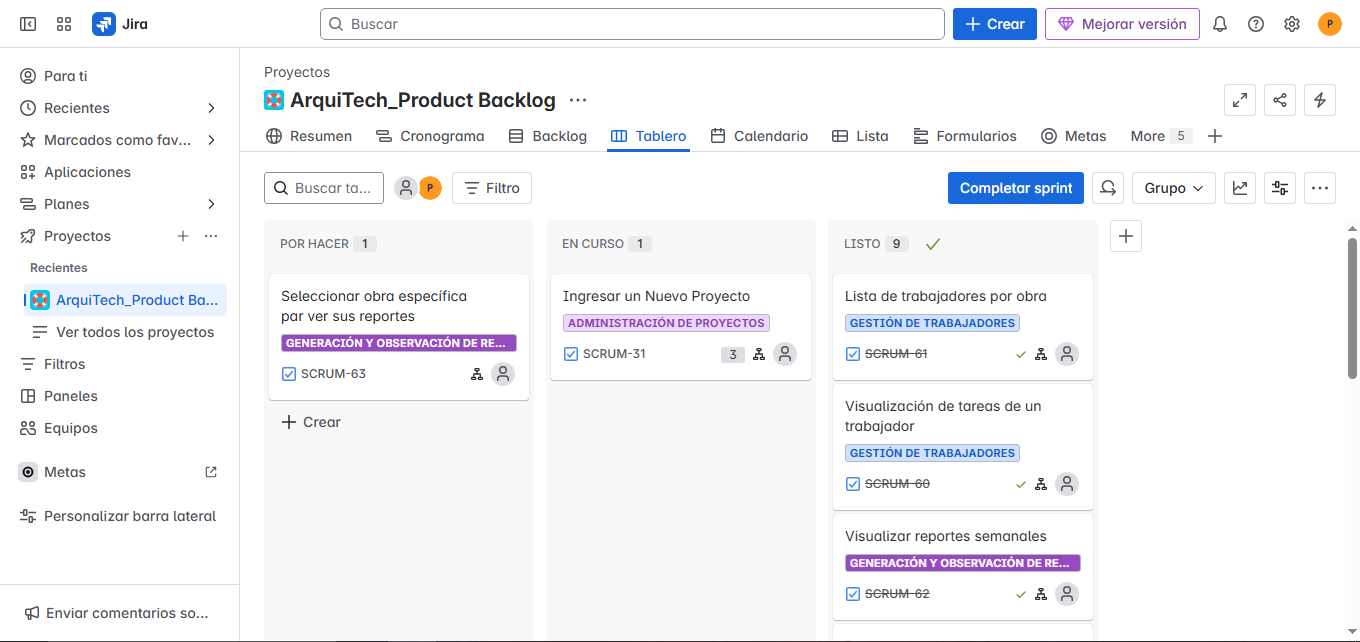 Jira
Buscar
Crear
Mejorar versión
P
Para ti
Recientes
Marcados como fav...
Aplicaciones
Planes
Proyectos
Recientes
ArquiTech_Product Ba...
Ver todos los proyectos
Filtros
Paneles
Equipos
Metas
Personalizar barra lateral
Enviar comentarios so...
Proyectos
ArquiTech_Product Backlog
Resumen
Cronograma
Backlog
Tablero
Calendario
Lista
Formularios
Metas
More 5
Buscar ta...
P
Filtro
Completar sprint
Grupo
POR HACER 1
Seleccionar obra específica
par ver sus reportes
GENERACIÓN Y OBSERVACIÓN DE RE...
SCRUM-63
Crear
EN CURSO 1
Ingresar un Nuevo Proyecto
ADMINISTRACIÓN DE PROYECTOS
SCRUM-31
3
LISTO 9
Lista de trabajadores por obra
GESTIÓN DE TRABAJADORES
SCRUM-61
Visualización de tareas de un
trabajador
GESTIÓN DE TRABAJADORES
SCRUM-60
Visualizar reportes semanales
GENERACIÓN Y OBSERVACIÓN DE RE...
SCRUM-62